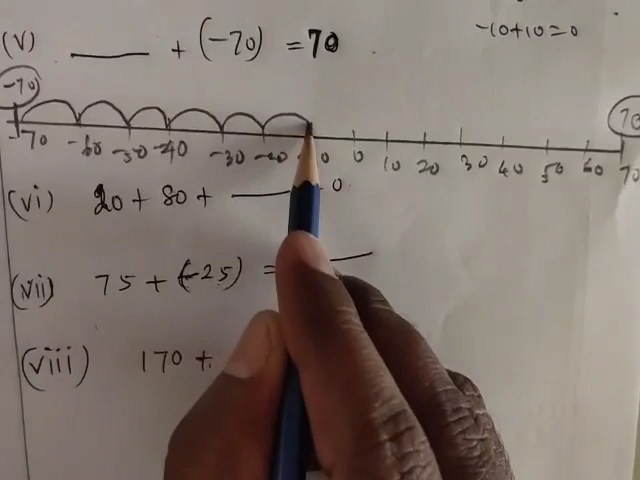 -10+10=0
(v) ____ + (-70) = 70
-70 70
-70 -60 -50 -40 -30 -20 0 10 20 30 40 50 60 70
(vi) 20 + 80 + ____ 0
(vii) 75 + (-25) = ____
(viii) 170 +